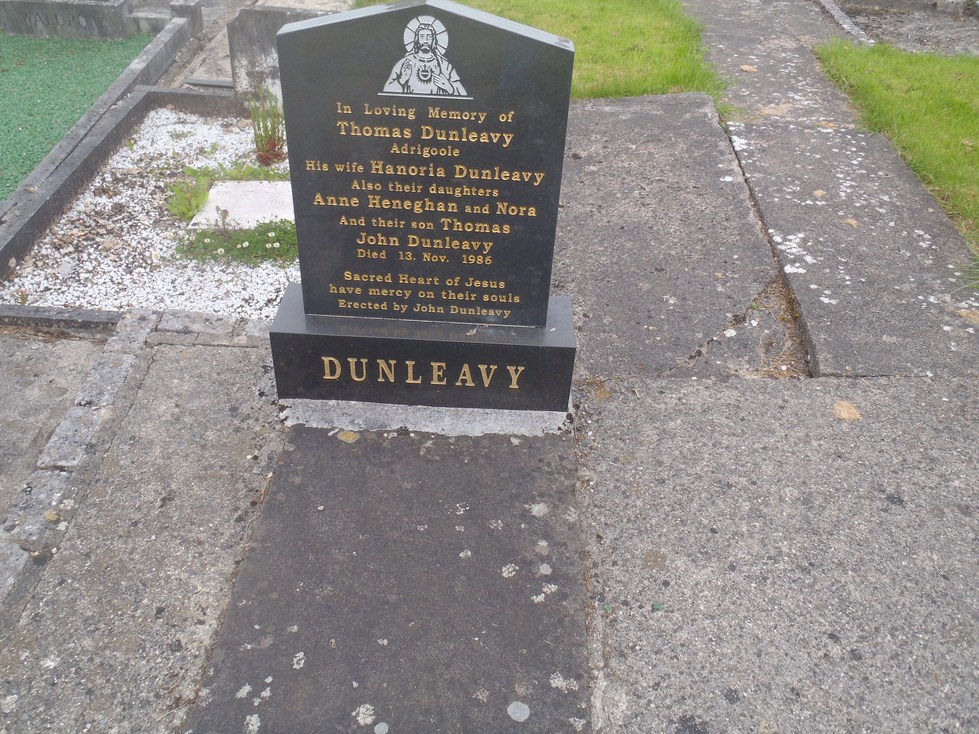 WALDRON
In Loving Memory of
Thomas Dunleavy
Adrigoole
His wife Hanoria Dunleavy
Also their daughters
Anne Heneghan and Nora
And their son Thomas
John Dunleavy
Died 13. Nov. 1986
Sacred Heart of Jesus
have mercy on their souls
Erected by John Dunleavy
DUNLEAVY